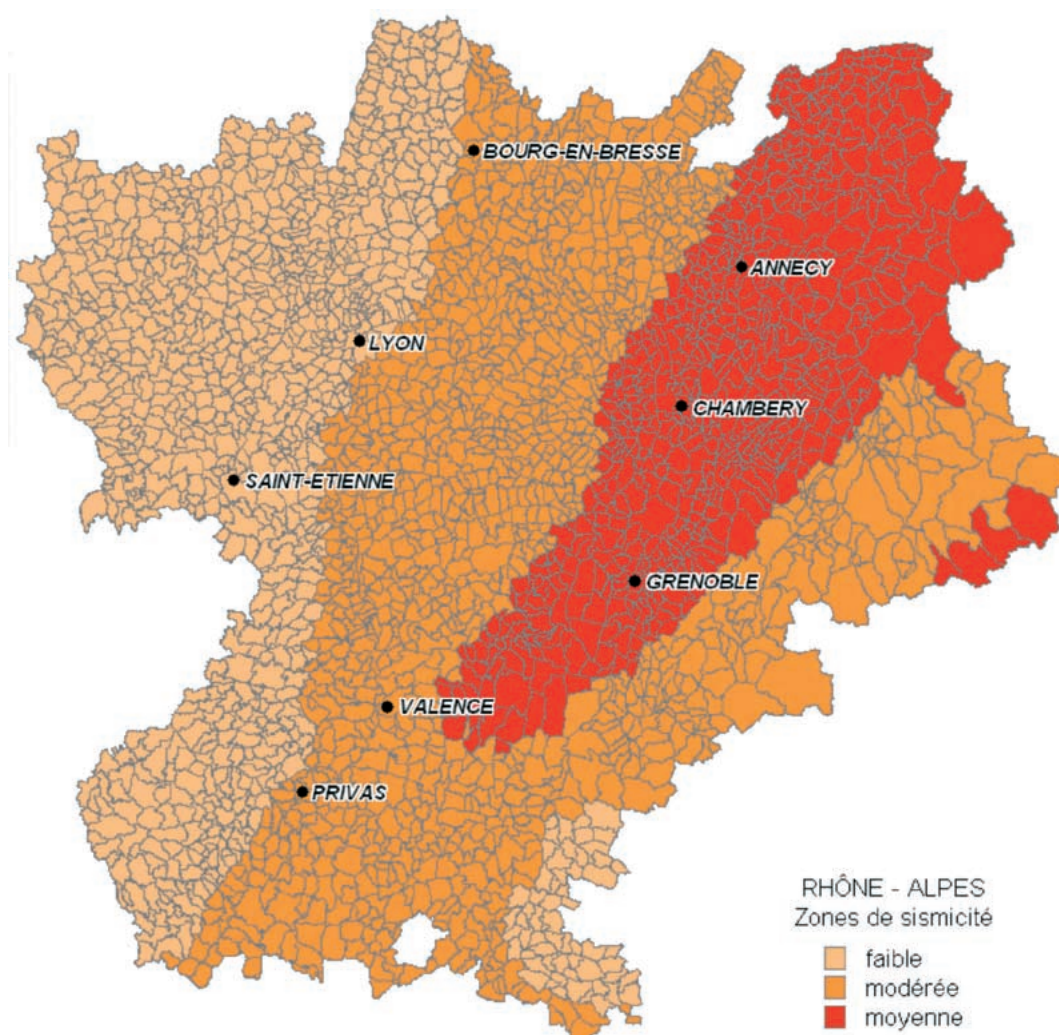 BOURG-EN-BRESSE
ANNECY
LYON
CHAMBERY
SAINT-ETIENNE
GRENOBLE
VALENCE
PRIVAS
RHÔNE - ALPES
Zones de sismicité
faible
modérée
moyenne